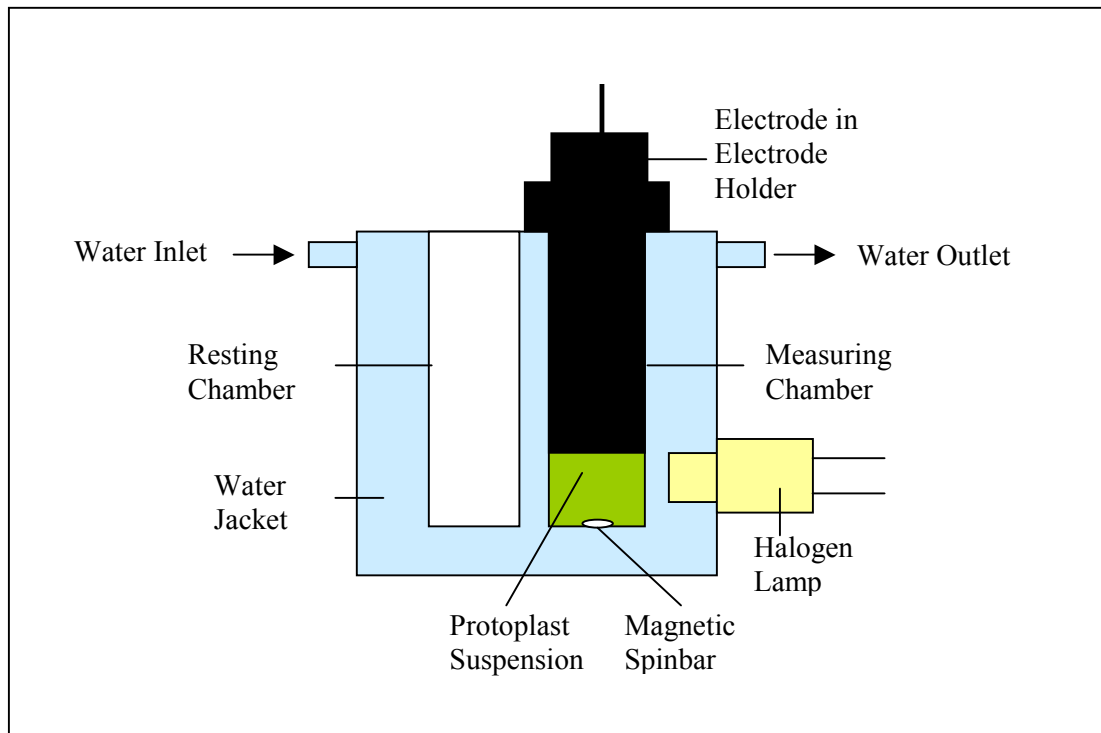 Electrode in
Electrode
Holder
Water Inlet
Water Outlet
Resting
Chamber
Measuring
Chamber
Water
Jacket
Halogen
Lamp
Protoplast
Suspension
Magnetic
Spinbar